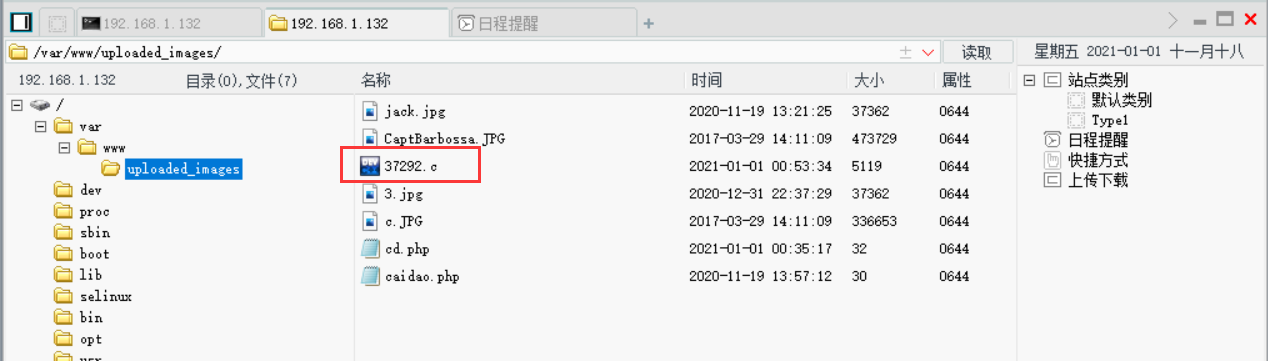 192.168.1.132 192.168.1.132 日程提醒 +
/var/www/uploaded_images/ 读取 星期五 2021-01-01 十一月十八
192.168.1.132 目录(0),文件(7) 名称 时间 大小 属性 站点类别
/ jack.jpg 2020-11-19 13:21:25 37362 0644 默认类别
var CaptBarbossa.JPG 2017-03-29 14:11:09 473729 0644 Type1
www 37292.c 2021-01-01 00:53:34 5119 0644 日程提醒
uploaded_images 3.jpg 2020-12-31 22:37:29 37362 0644 快捷方式
dev c.JPG 2017-03-29 14:11:09 336653 0644 上传下载
proc cd.php 2021-01-01 00:35:17 32 0644
sbin caidao.php 2020-11-19 13:57:12 30 0644
boot
lib
selinux
bin
opt
usr